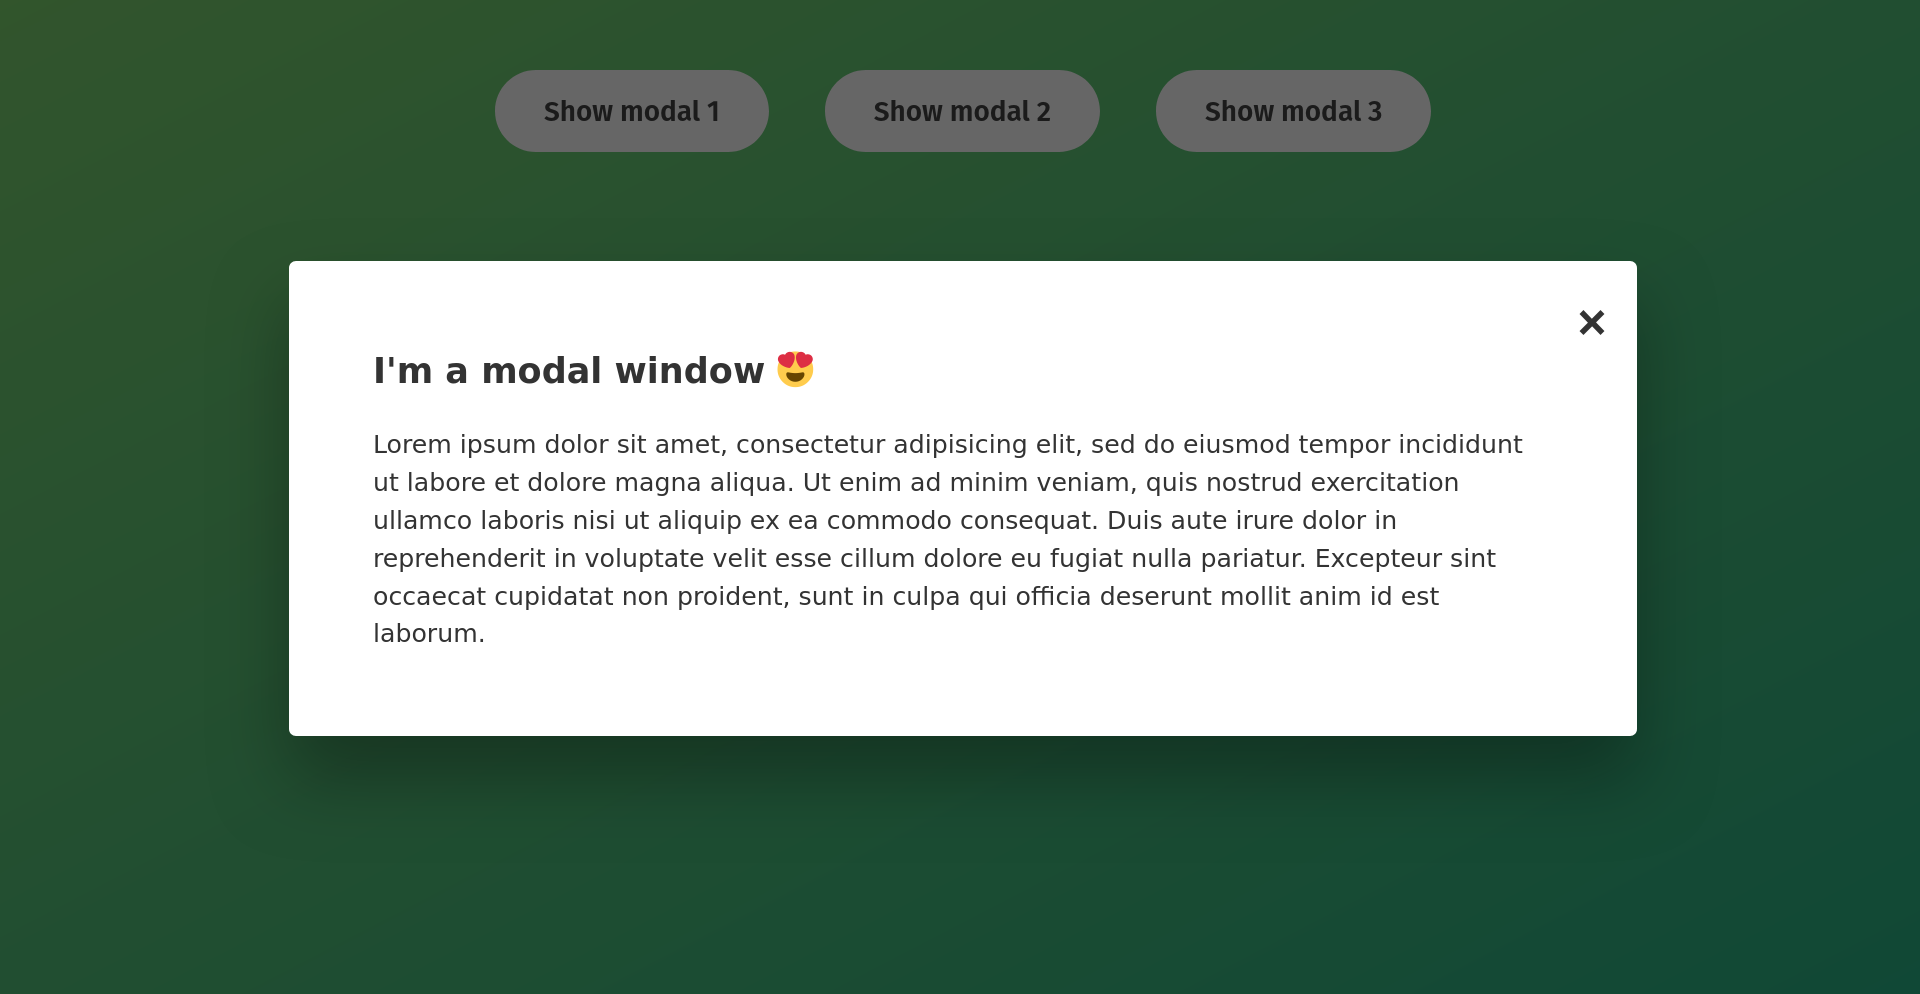 Show modal 1 Show modal 2 Show modal 3
×
I'm a modal window 😍
Lorem ipsum dolor sit amet, consectetur adipisicing elit, sed do eiusmod tempor incididunt
ut labore et dolore magna aliqua. Ut enim ad minim veniam, quis nostrud exercitation
ullamco laboris nisi ut aliquip ex ea commodo consequat. Duis aute irure dolor in
reprehenderit in voluptate velit esse cillum dolore eu fugiat nulla pariatur. Excepteur sint
occaecat cupidatat non proident, sunt in culpa qui officia deserunt mollit anim id est
laborum.